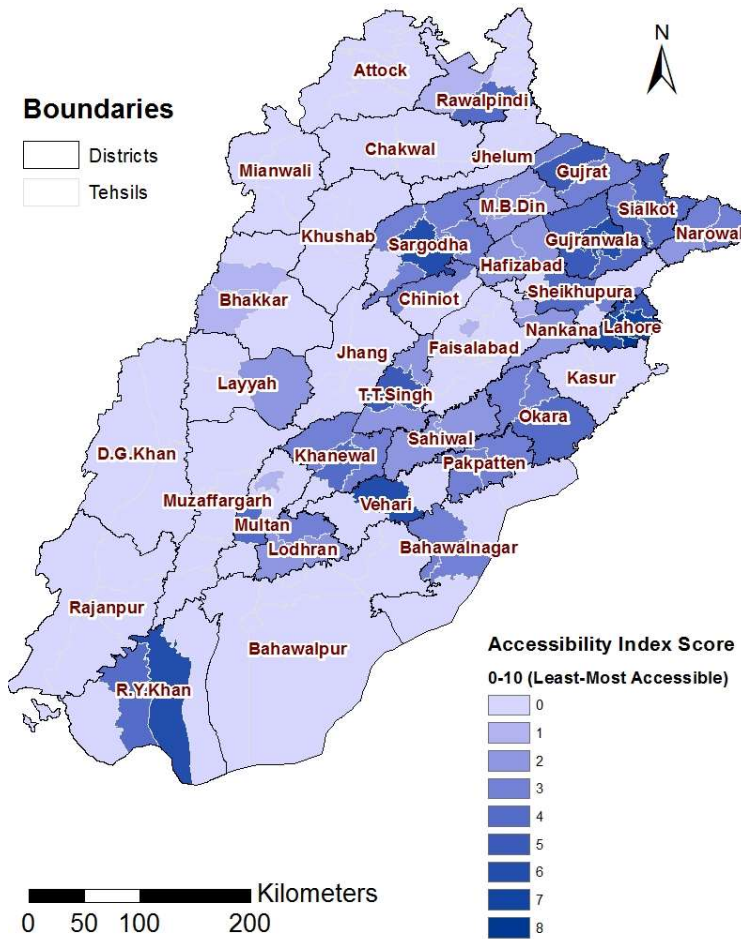 N
Boundaries
Districts
Tehsils
Attock
Rawalpindi
Chakwal
Jhelum
Mianwali
Gujrat
M.B.Din
Sialkot
Khushab
Sargodha
Gujranwala
Narowal
Hafizabad
Bhakkar
Chiniot
Sheikhupura
Nankana
Lahore
Jhang
Faisalabad
Layyah
T.T.Singh
Kasur
Okara
D.G.Khan
Khanewal
Sahiwal
Pakpatten
Muzaffargarh
Vehari
Multan
Lodhran
Bahawalnagar
Rajanpur
Bahawalpur
R.Y.Khan
Accessibility Index Score
0-10 (Least-Most Accessible)
0
1
2
3
4
5
6
7
8
Kilometers
0 50 100 200